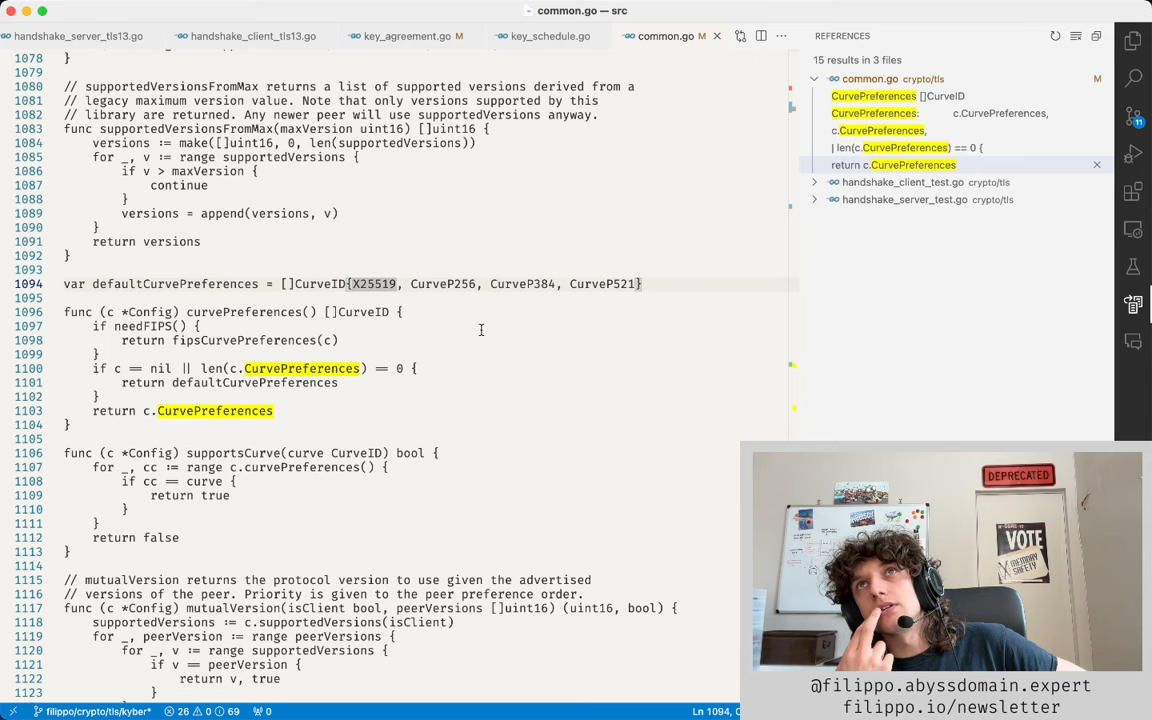 common.go — src
handshake_server_tls13.go
handshake_client_tls13.go
key_agreement.go M
key_schedule.go
common.go M
REFERENCES
1078 }
1079
1080 // supportedVersionsFromMax returns a list of supported versions derived from a
1081 // legacy maximum version value. Note that only versions supported by this
1082 // library are returned. Any newer peer will use supportedVersions anyway.
1083 func supportedVersionsFromMax(maxVersion uint16) []uint16 {
1084 versions := make([]uint16, 0, len(supportedVersions))
1085 for _, v := range supportedVersions {
1086 if v > maxVersion {
1087 continue
1088 }
1089 versions = append(versions, v)
1090 }
1091 return versions
1092 }
1093
1094 var defaultCurvePreferences = []CurveID{X25519, CurveP256, CurveP384, CurveP521}
1095
1096 func (c *Config) curvePreferences() []CurveID {
1097 if needFIPS() {
1098 return fipsCurvePreferences(c)
1099 }
1100 if c == nil || len(c.CurvePreferences) == 0 {
1101 return defaultCurvePreferences
1102 }
1103 return c.CurvePreferences
1104 }
1105
1106 func (c *Config) supportsCurve(curve CurveID) bool {
1107 for _, cc := range c.curvePreferences() {
1108 if cc == curve {
1109 return true
1110 }
1111 }
1112 return false
1113 }
1114
1115 // mutualVersion returns the protocol version to use given the advertised
1116 // versions of the peer. Priority is given to the peer preference order.
1117 func (c *Config) mutualVersion(isClient bool, peerVersions []uint16) (uint16, bool) {
1118 supportedVersions := c.supportedVersions(isClient)
1119 for _, peerVersion := range peerVersions {
1120 for _, v := range supportedVersions {
1121 if v == peerVersion {
1122 return v, true
1123 }
15 results in 3 files
common.go crypto/tls M
CurvePreferences []CurveID
CurvePreferences: c.CurvePreferences,
c.CurvePreferences,
| len(c.CurvePreferences) == 0 {
return c.CurvePreferences
handshake_client_test.go crypto/tls
handshake_server_test.go crypto/tls
11
DEPRECATED
VOTE
MEMORY
SAFETY
@filippo.abyssdomain.expert
filippo.io/newsletter
filippo/crypto/tls/kyber* 26 0 69 0
Ln 1094, C